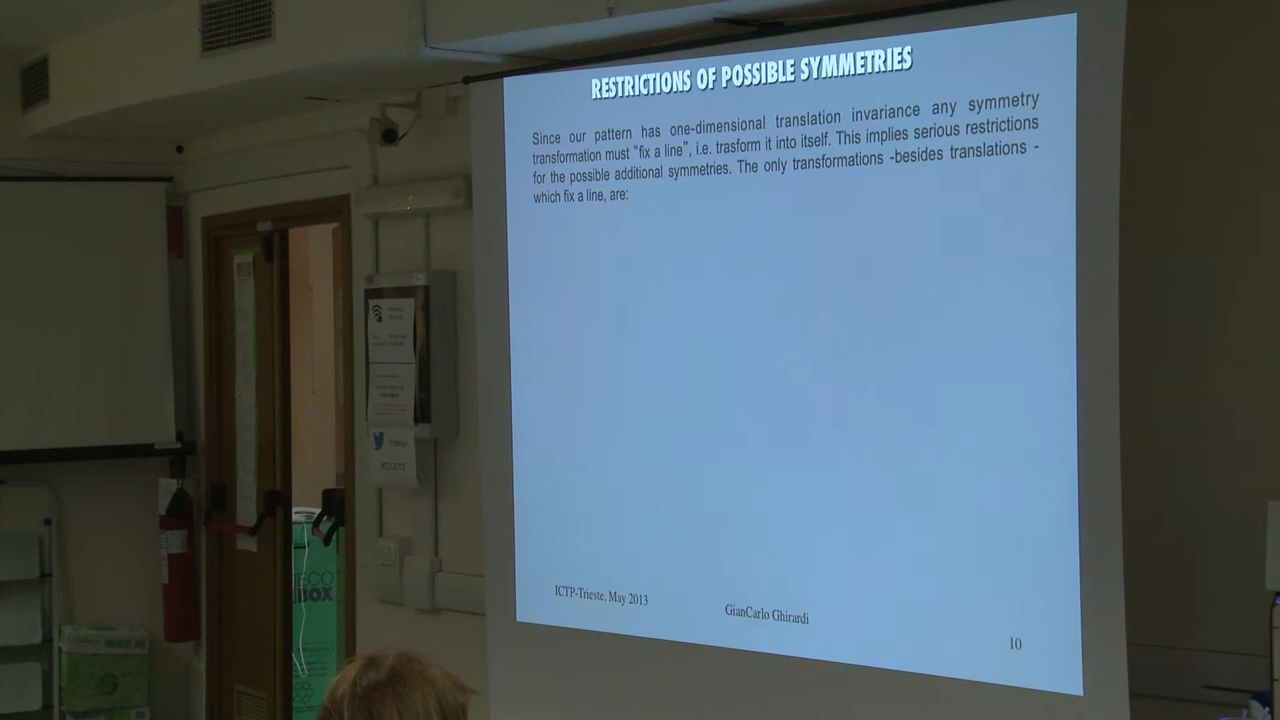 RESTRICTIONS OF POSSIBLE SYMMETRIES
Since our pattern has one-dimensional translation invariance any symmetry
transformation must "fix a line", i.e. trasform it into itself. This implies serious restrictions
for the possible additional symmetries. The only transformations -besides translations -
which fix a line, are:
ICTP-Trieste, May 2013
GianCarlo Ghirardi
10
ECO
BOX